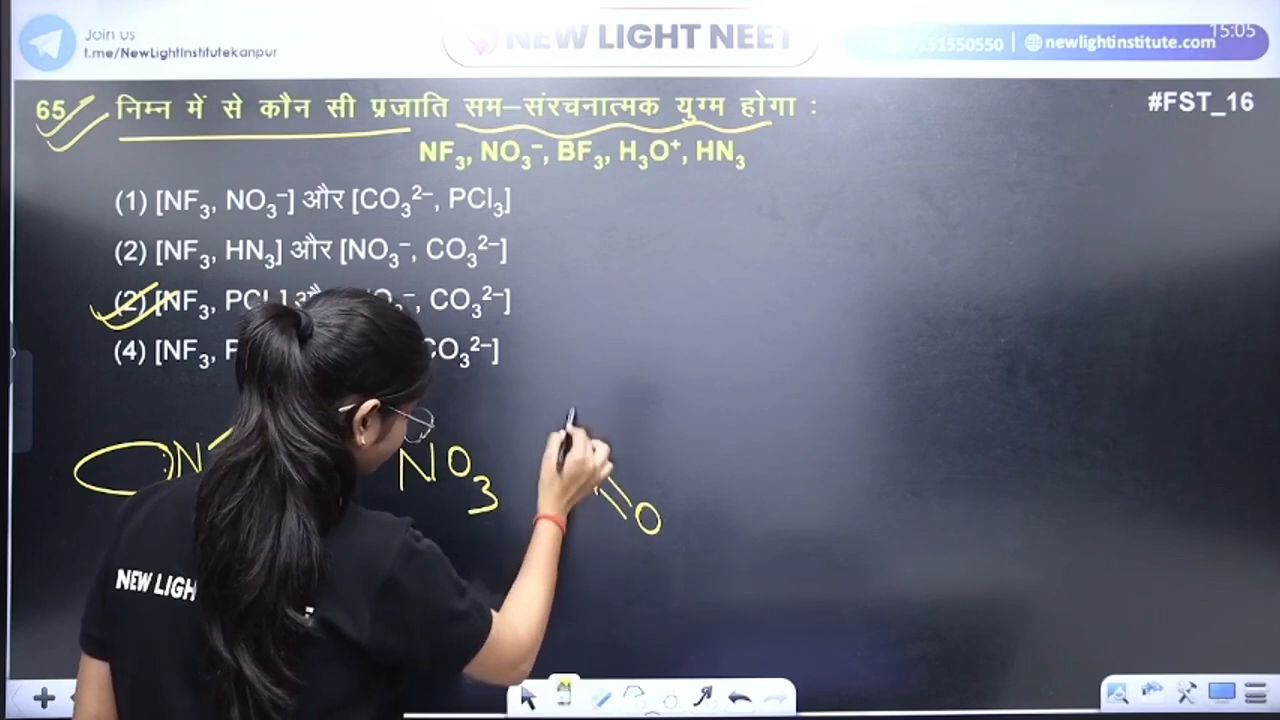 Join us
t.me/NewLightInstitutekanpur
NEW LIGHT NEET
151550550 | newlightinstitute.com
15:05
65. निम्न में से कौन सी प्रजाति सम–संरचनात्मक युग्म होगा :
#FST_16
NF₃, NO₃⁻, BF₃, H₃O⁺, HN₃
(1) [NF₃, NO₃⁻] और [CO₃²⁻, PCl₃]
(2) [NF₃, HN₃] और [NO₃⁻, CO₃²⁻]
(2) [NF₃, PCl CO₃²⁻]
(4) [NF₃, CO₃²⁻]
N NO₃ O
NEW LIGH